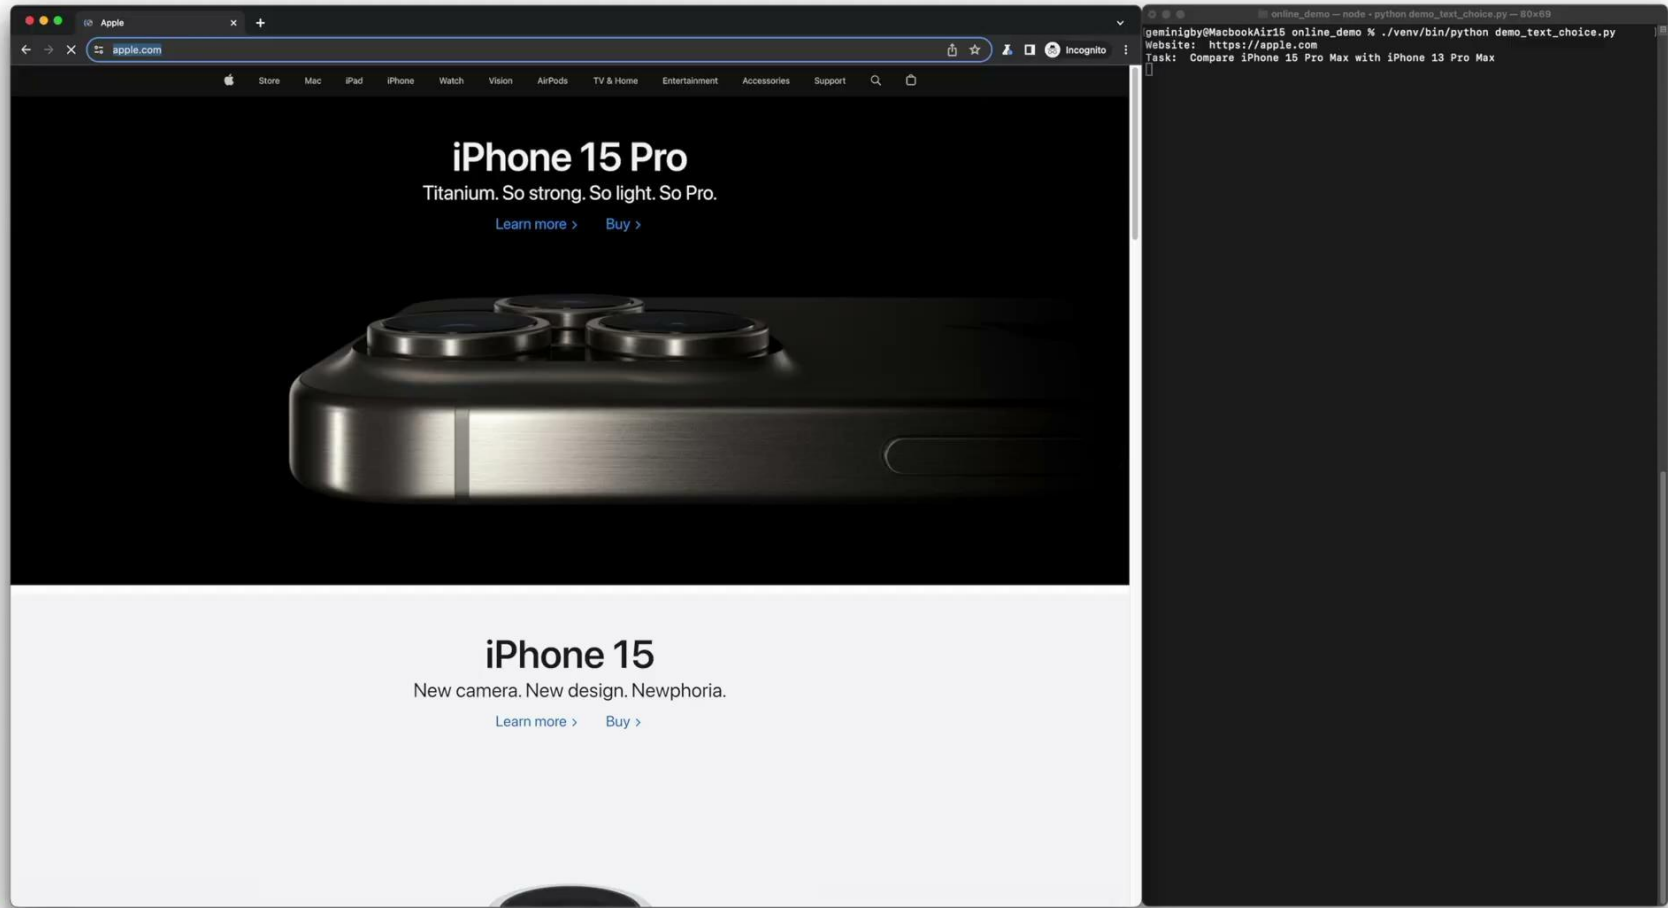 Apple
apple.com
Incognito
Store Mac iPad iPhone Watch Vision AirPods TV & Home Entertainment Accessories Support
iPhone 15 Pro
Titanium. So strong. So light. So Pro.
Learn more > Buy >
iPhone 15
New camera. New design. Newphoria.
Learn more > Buy >
online_demo — node - python demo_text_choice.py — 80×69
geminigby@MacbookAir15 online_demo % ./venv/bin/python demo_text_choice.py
Website: https://apple.com
Task: Compare iPhone 15 Pro Max with iPhone 13 Pro Max